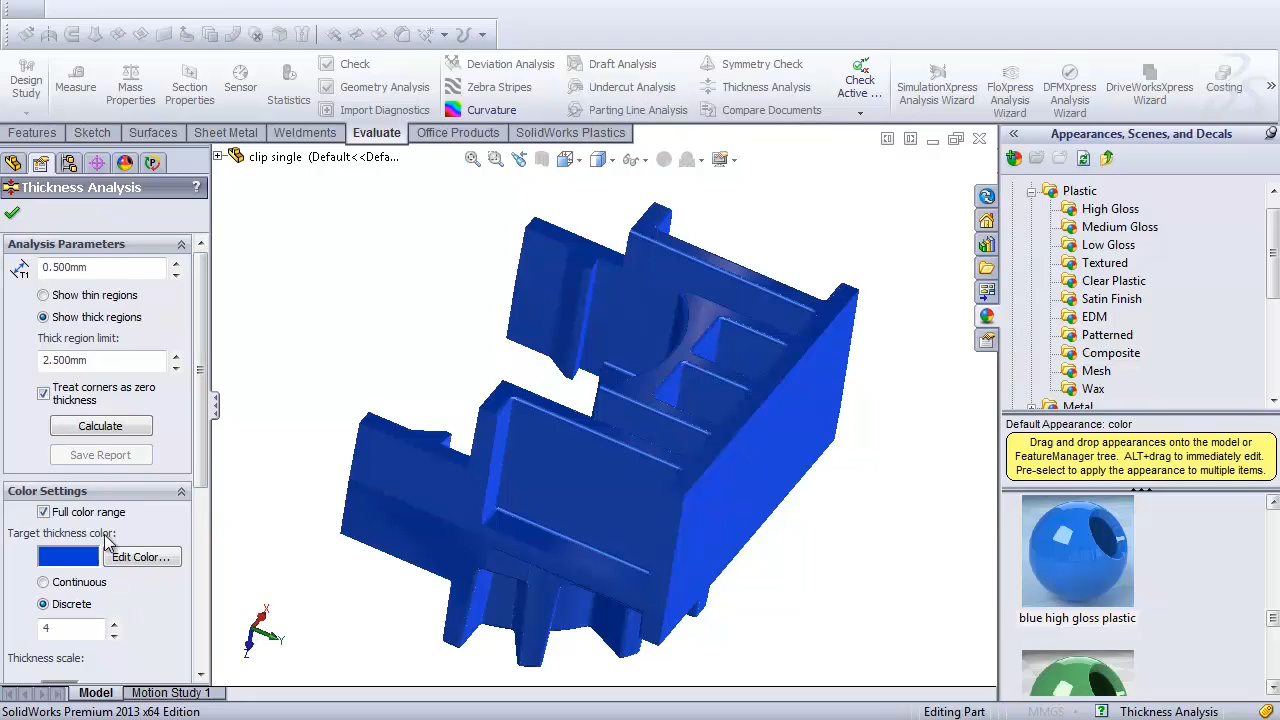 Design Study
Measure
Mass Properties
Section Properties
Sensor
Statistics
Check
Geometry Analysis
Import Diagnostics
Deviation Analysis
Zebra Stripes
Curvature
Draft Analysis
Undercut Analysis
Parting Line Analysis
Symmetry Check
Thickness Analysis
Compare Documents
Check Active ...
SimulationXpress Analysis Wizard
FloXpress Analysis Wizard
DFMXpress Analysis Wizard
DriveWorksXpress Wizard
Costing
Features
Sketch
Surfaces
Sheet Metal
Weldments
Evaluate
Office Products
SolidWorks Plastics
Thickness Analysis
?
Analysis Parameters
T1
0.500mm
Show thin regions
Show thick regions
Thick region limit:
2.500mm
Treat corners as zero
thickness
Calculate
Save Report
Color Settings
Full color range
Target thickness color:
Edit Color...
Continuous
Discrete
4
Thickness scale:
clip single (Default<<Defa...
X
Y
Z
Appearances, Scenes, and Decals
Plastic
High Gloss
Medium Gloss
Low Gloss
Textured
Clear Plastic
Satin Finish
EDM
Patterned
Composite
Mesh
Wax
Metal
Default Appearance: color
Drag and drop appearances onto the model or
FeatureManager tree. ALT+drag to immediately edit.
Pre-select to apply the appearance to multiple items.
blue high gloss plastic
Model
Motion Study 1
SolidWorks Premium 2013 x64 Edition
Editing Part
MMGS
Thickness Analysis